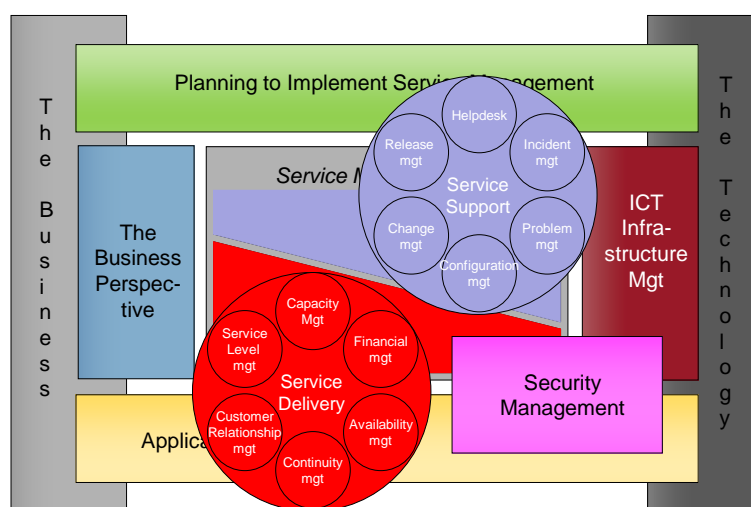 The Business
Planning to Implement Service Management
The Technology
Helpdesk
Release
mgt
Incident
mgt
Service
Support
Change
mgt
Problem
mgt
Configuration
mgt
Service
The
Business
Perspec-
tive
ICT
Infra-
structure
Mgt
Capacity
Mgt
Service
Level
mgt
Financial
mgt
Service
Delivery
Customer
Relationship
mgt
Availability
mgt
Continuity
mgt
Security
Management